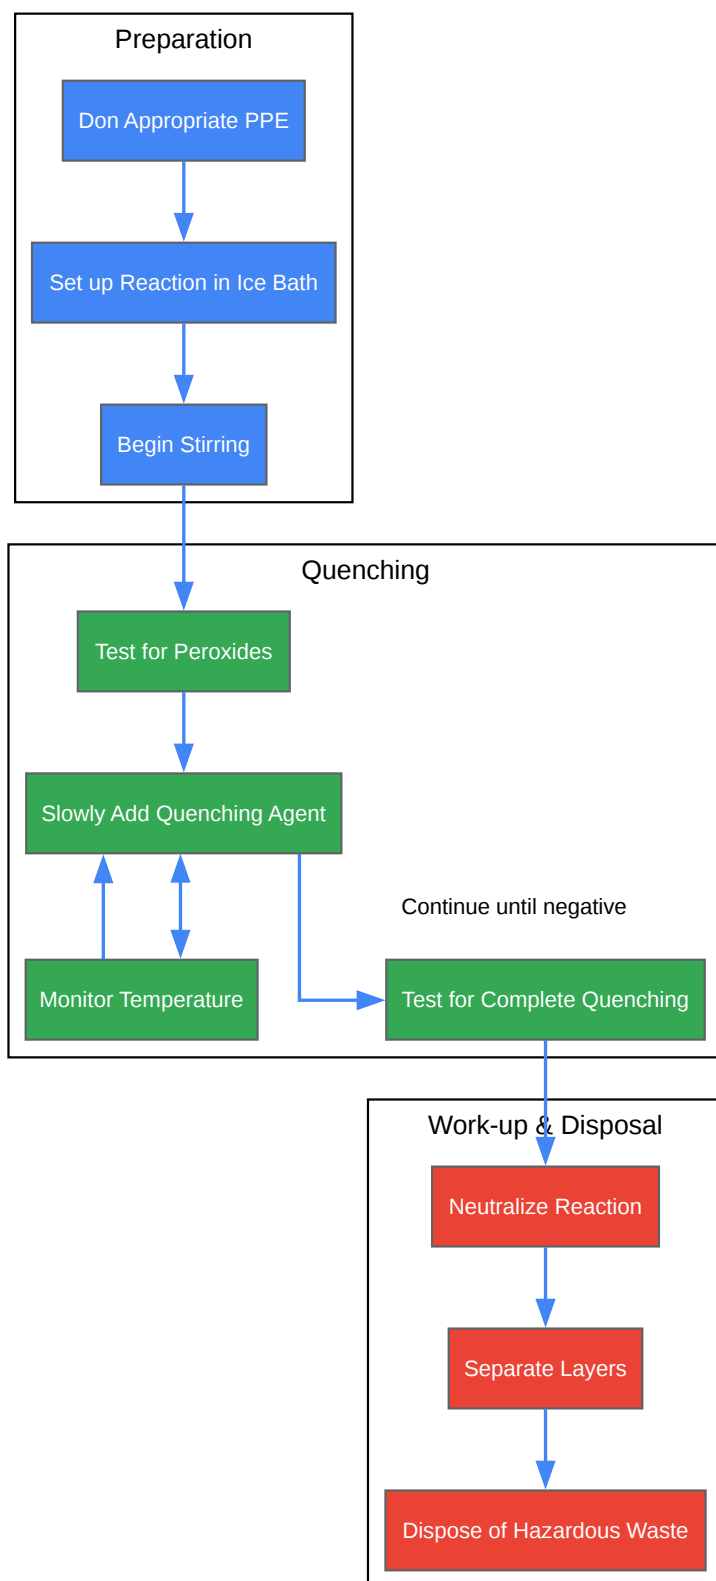 Preparation
Don Appropriate PPE
Set up Reaction in Ice Bath
Begin Stirring
Quenching
Test for Peroxides
Slowly Add Quenching Agent
Continue until negative
Monitor Temperature
Test for Complete Quenching
Work-up & Disposal
Neutralize Reaction
Separate Layers
Dispose of Hazardous Waste